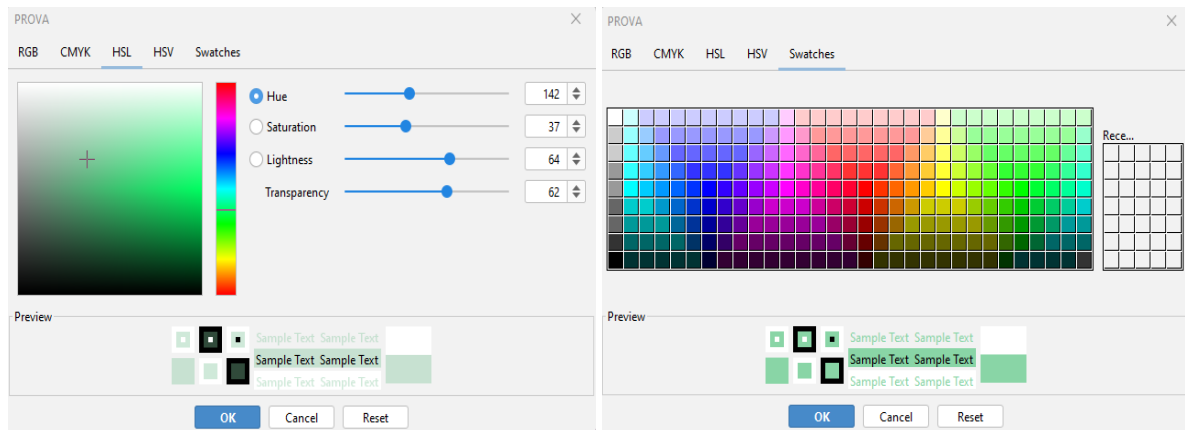 PROVA
RGB CMYK HSL HSV Swatches
Hue 142
Saturation 37
Lightness 64
Transparency 62
Preview
Sample Text Sample Text
Sample Text Sample Text
Sample Text Sample Text
OK Cancel Reset
PROVA
RGB CMYK HSL HSV Swatches
Rece...
Preview
Sample Text Sample Text
Sample Text Sample Text
Sample Text Sample Text
OK Cancel Reset